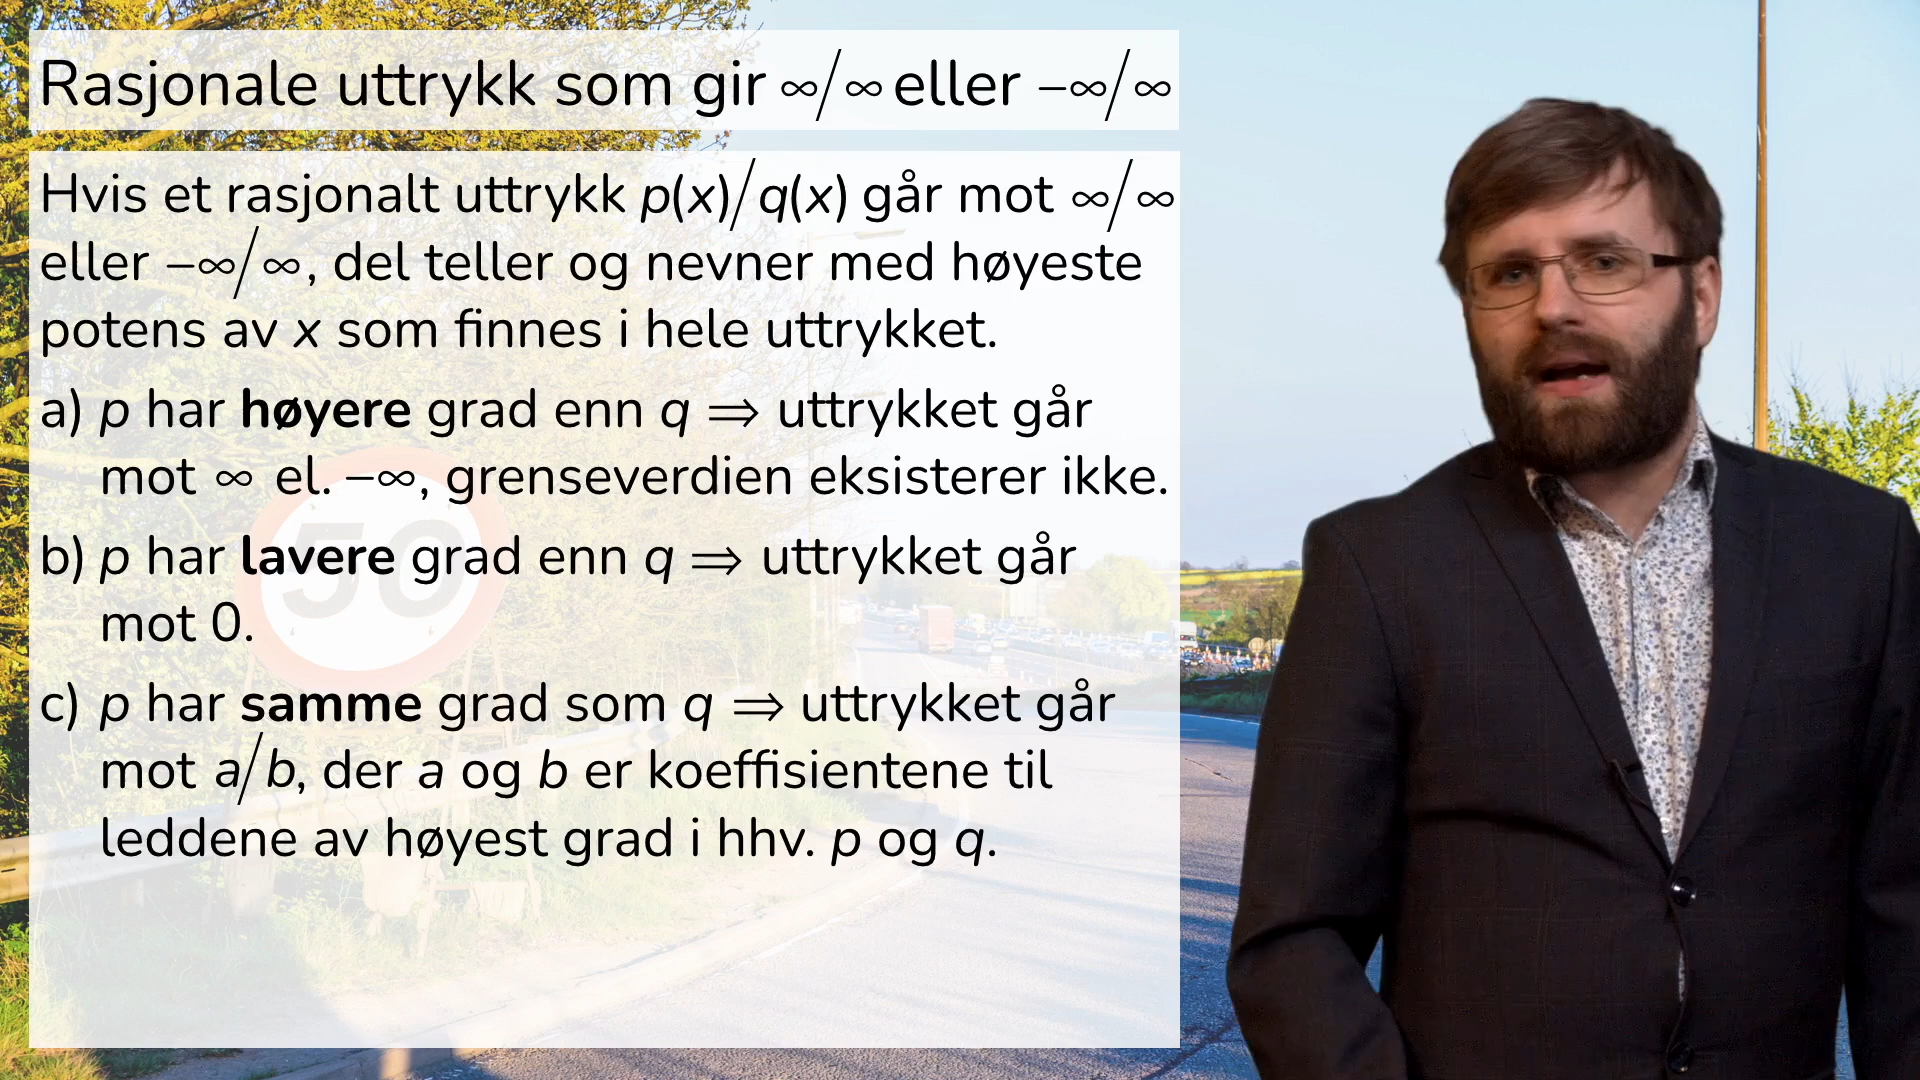 Rasjonale uttrykk som gir ∞/∞ eller −∞/∞
Hvis et rasjonalt uttrykk p(x)/q(x) går mot ∞/∞
eller −∞/∞, del teller og nevner med høyeste
potens av x som finnes i hele uttrykket.
a) p har høyere grad enn q ⟹ uttrykket går
mot ∞ el. −∞, grenseverdien eksisterer ikke.
b) p har lavere grad enn q ⟹ uttrykket går
mot 0.
50
c) p har samme grad som q ⟹ uttrykket går
mot a/b, der a og b er koeffisientene til
leddene av høyest grad i hhv. p og q.